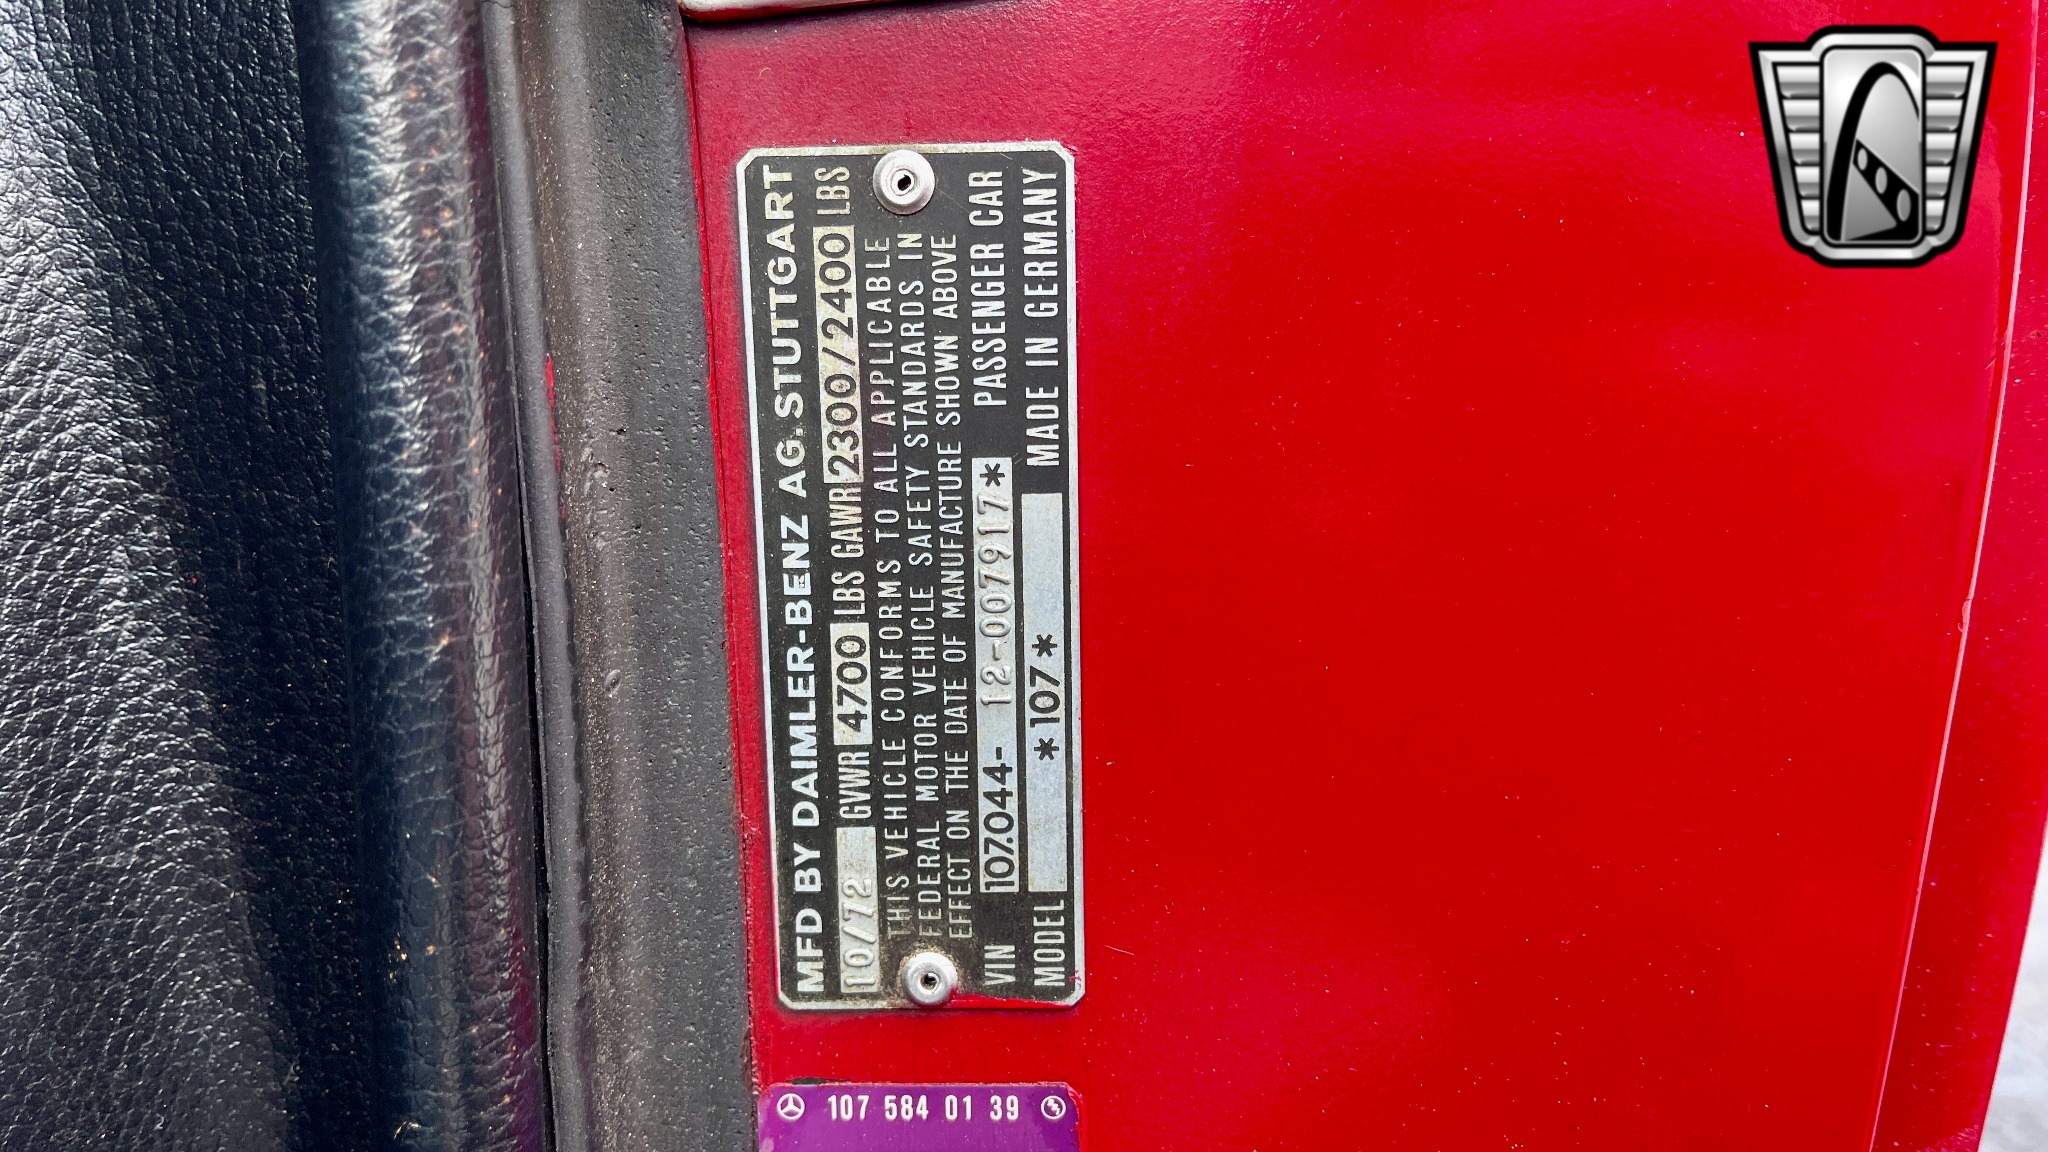 MFD BY DAIMLER-BENZ AG. STUTTGART
10/72 GVWR 4700 LBS GAWR 2300/2400 LBS
THIS VEHICLE CONFORMS TO ALL APPLICABLE
FEDERAL MOTOR VEHICLE SAFETY STANDARDS IN
EFFECT ON THE DATE OF MANUFACTURE SHOWN ABOVE
VIN 107.044- 12-007917* PASSENGER CAR
MODEL *107* MADE IN GERMANY
107 584 01 39